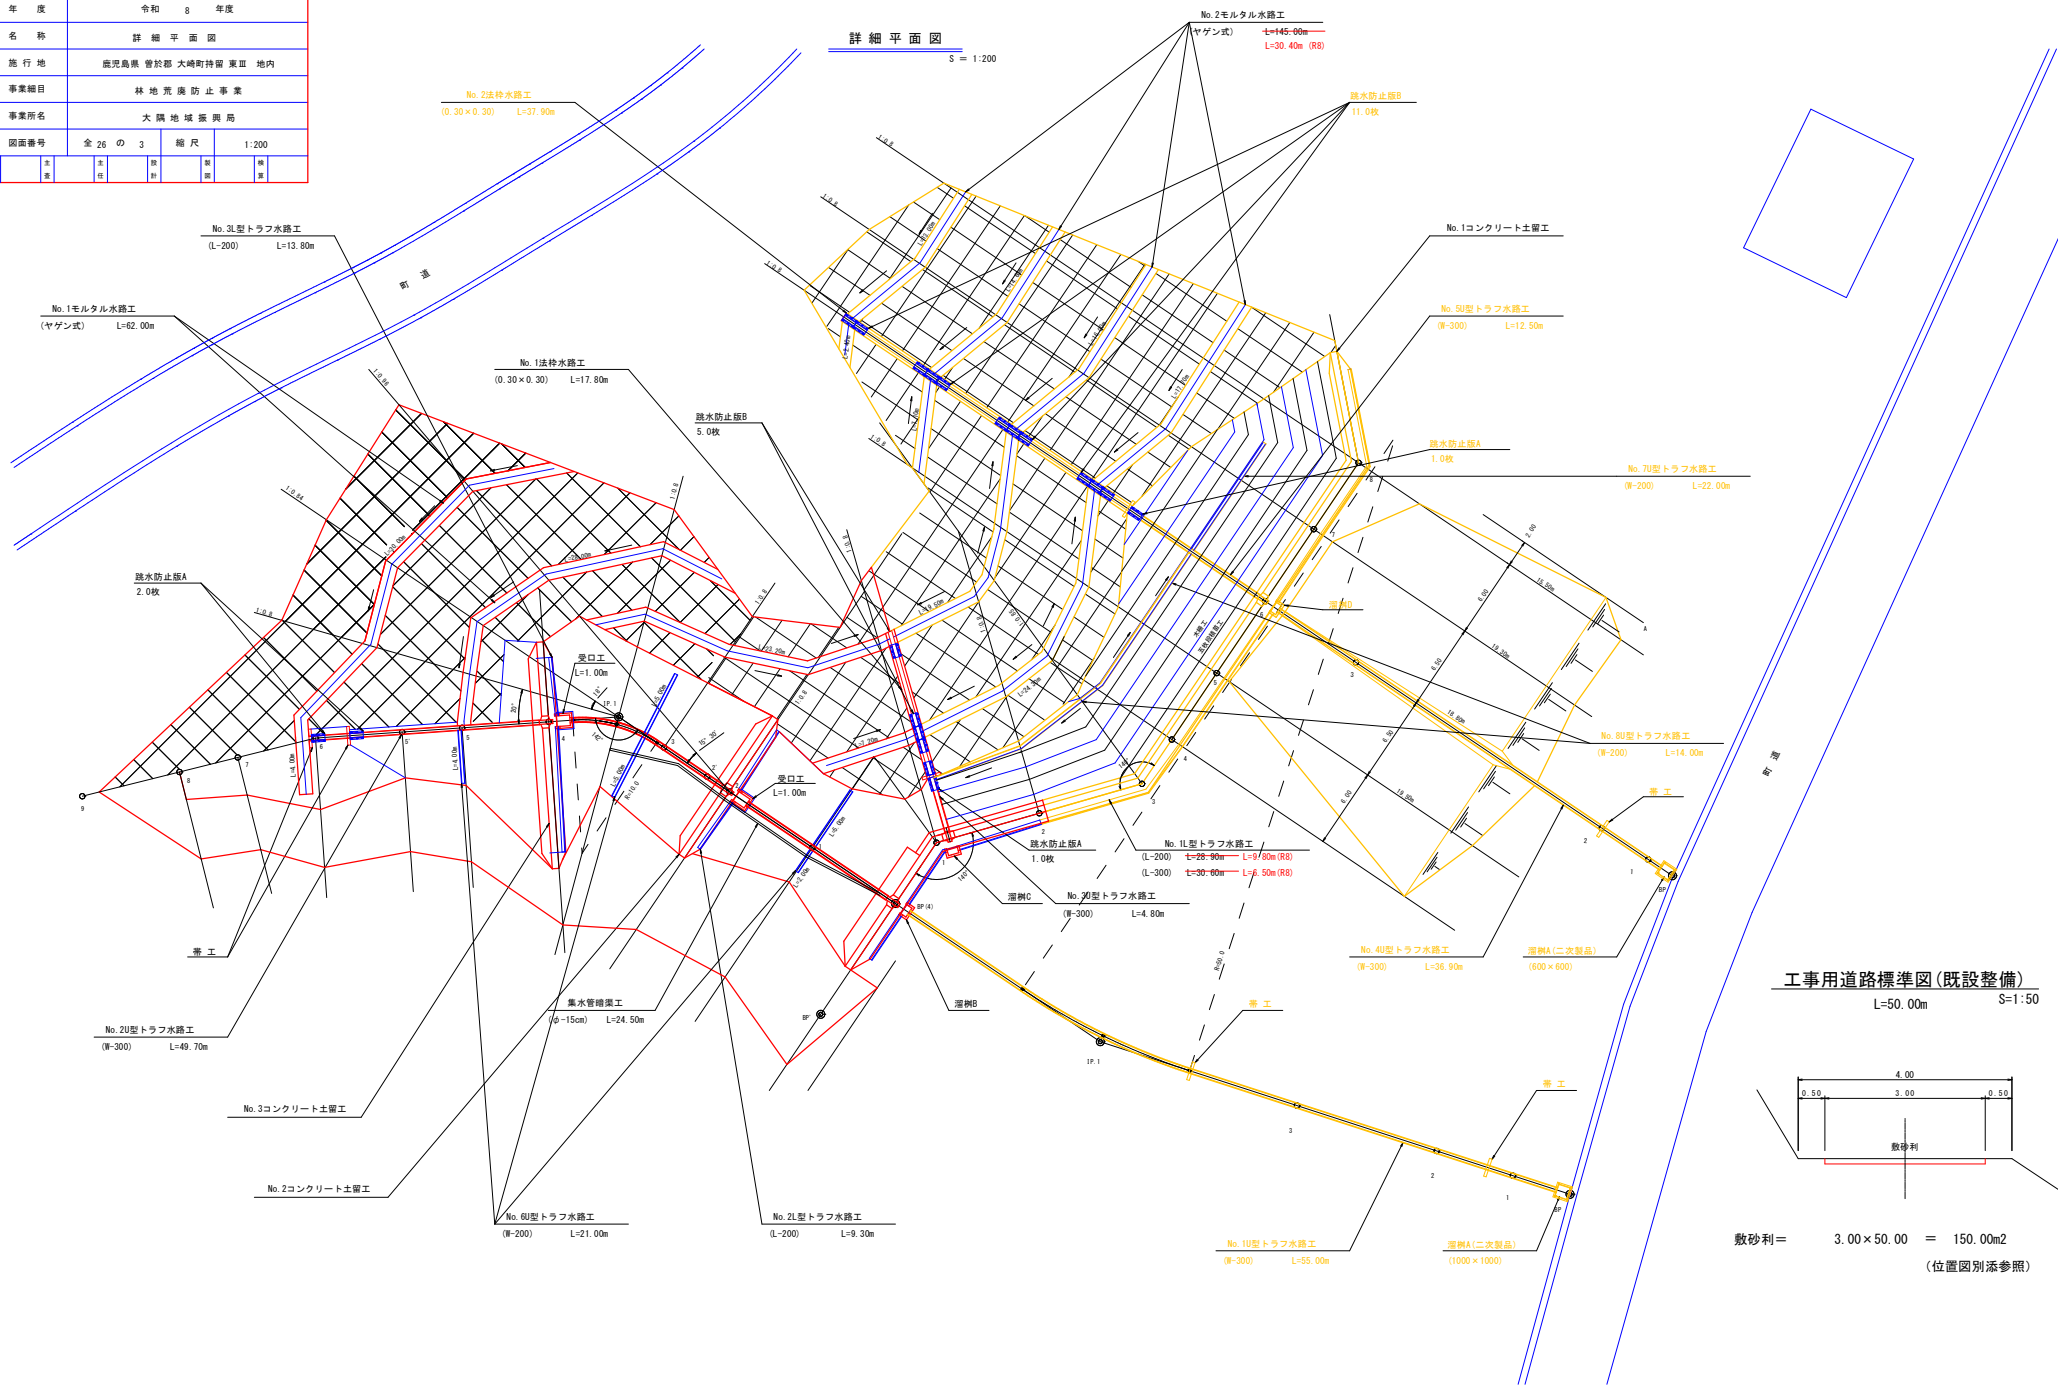 年度 令和 8 年度
名称 詳細平面図
施行地 鹿児島県 曽於郡 大崎町持留 東Ⅲ 地内
事業細目 林地荒廃防止事業
事業所名 大隅地域振興局
図面番号 全 26 の 3 縮尺 1:200
主査 主任 設計 製図 検算
詳細平面図
S = 1:200
No.2モルタル水路工
(ヤゲン式) L=145.00m
L=30.40m (R8)
No.2法枠水路工
(0.30×0.30) L=37.90m
跳水防止版B
11.0枚
No.3L型トラフ水路工
(L-200) L=13.80m
No.1コンクリート土留工
町道
No.1モルタル水路工
(ヤゲン式) L=62.00m
No.5U型トラフ水路工
(W-300) L=12.50m
No.1法枠水路工
(0.30×0.30) L=17.80m
跳水防止版B
5.0枚
跳水防止版A
1.0枚
No.7U型トラフ水路工
(W-200) L=22.00m
跳水防止版A
2.0枚
受口工
L=1.00m
溜桝D
No.8U型トラフ水路工
(W-200) L=14.00m
受口工
L=1.00m
帯工
町道
跳水防止版A
1.0枚
No.1L型トラフ水路工
(L-200) L=28.90m L=9.80m(R8)
(L-300) L=30.60m L=6.50m(R8)
溜桝C
No.3U型トラフ水路工
(W-300) L=4.80m
帯工
No.4U型トラフ水路工
(W-300) L=36.90m
溜桝A(二次製品)
(600×600)
集水管暗渠工
(φ-15cm) L=24.50m
溜桝B
帯工
No.2U型トラフ水路工
(W-300) L=49.70m
帯工
No.3コンクリート土留工
No.2コンクリート土留工
No.6U型トラフ水路工
(W-200) L=21.00m
No.2L型トラフ水路工
(L-200) L=9.30m
No.1U型トラフ水路工
(W-300) L=55.00m
溜桝A(二次製品)
(1000×1000)
工事用道路標準図(既設整備)
L=50.00m S=1:50
4.00
0.50 3.00 0.50
敷砂利
敷砂利= 3.00×50.00 = 150.00m2
(位置図別添参照)